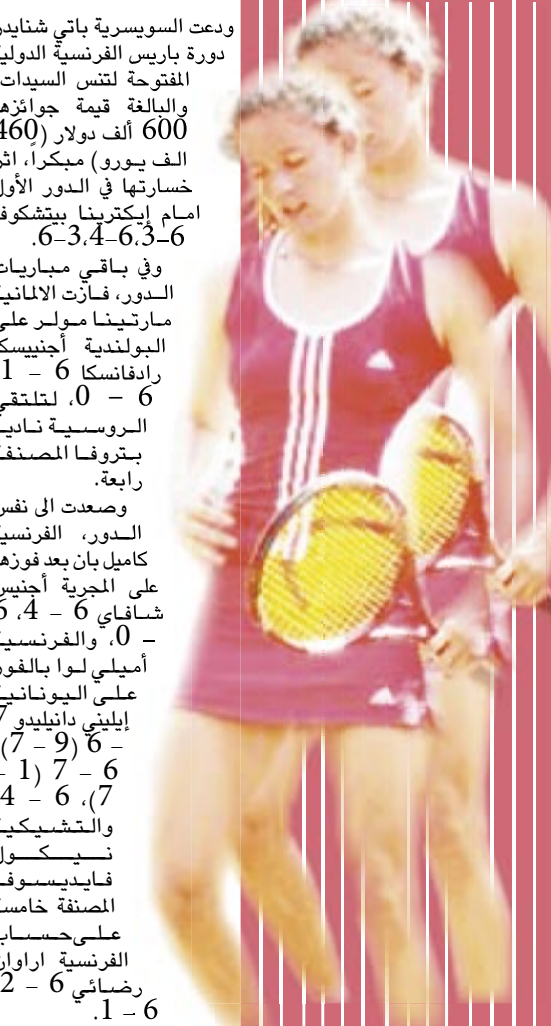 ودعت السويسرية باتي شنايدر
دورة باريس الفرنسية الدولية
المفتوحة لتنس السيدات
والبالغة قيمة جوائزها
600 ألف دولار (460
الف يورو) مبكراً، اثر
خسارتها في الدور الأول
امام إيكترينا بيتشكوفا
6–3،4–6،3–6.
وفي باقي مباريات
الدور، فازت الالمانية
مارتينا مولر على
البولندية أجنييسكا
رادفانسكا 6 – 1
6 – 0، لتلتقي
الروسية ناديا
بتروفا المصنفة
رابعة.
وصعدت الى نفس
الدور، الفرنسية
كاميل بان بعد فوزها
على المجرية أجنيس
شافاي 6 – 4، 6
– 0، والفرنسية
أميلي لوا بالفوز
على اليونانية
إيليني دانيليدو 7
– 6 (9 – 7)
6 – 7 (1 –
7)، 6 – 4
والتشيكية
نيكول
فايديسوفا
المصنفة خامسة
على حساب
الفرنسية اراوان
رضائي 6 – 2
6 – 1.